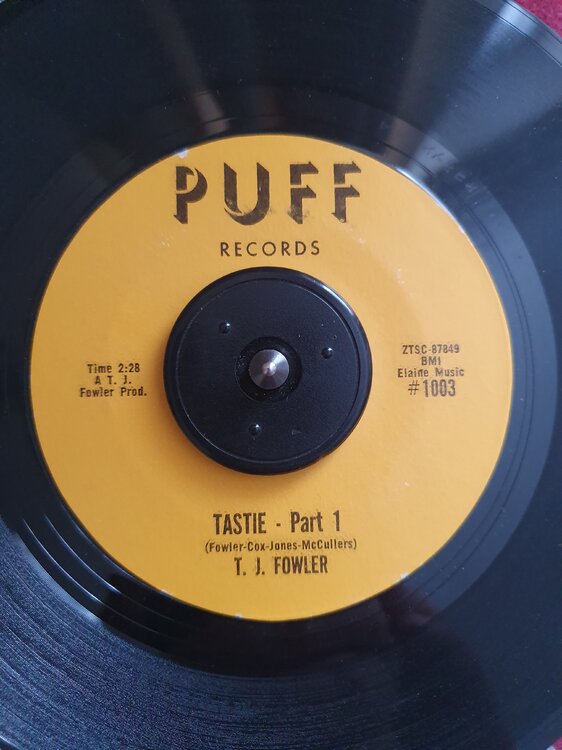 PUFF
RECORDS
Time 2:28
A T. J.
Fowler Prod.
ZTSC-87849
BMI
Elaine Music
#1003
TASTIE - Part 1
(Fowler-Cox-Jones-McCullers)
T. J. FOWLER